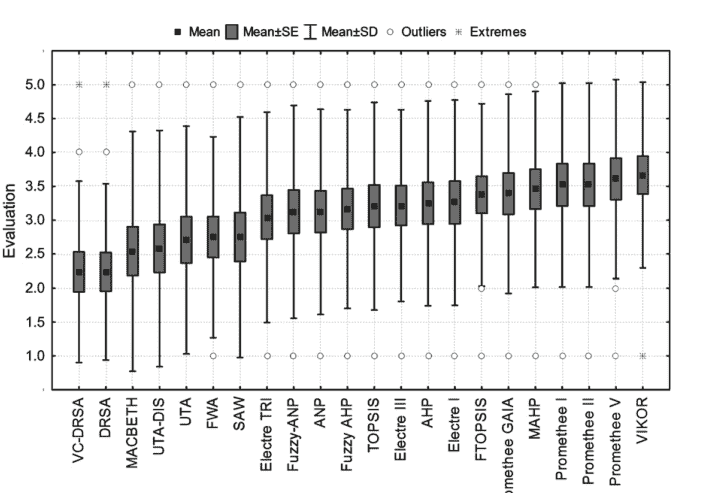 Mean Mean±SE Mean±SD Outliers Extremes
Evaluation
5.0
4.5
4.0
3.5
3.0
2.5
2.0
1.5
1.0
VC-DRSA
DRSA
MACBETH
UTA-DIS
UTA
FWA
SAW
Electre TRI
Fuzzy-ANP
ANP
Fuzzy AHP
TOPSIS
Electre III
AHP
Electre I
FTOPSIS
omethee GAIA
MAHP
Promethee I
Promethee II
Promethee V
VIKOR